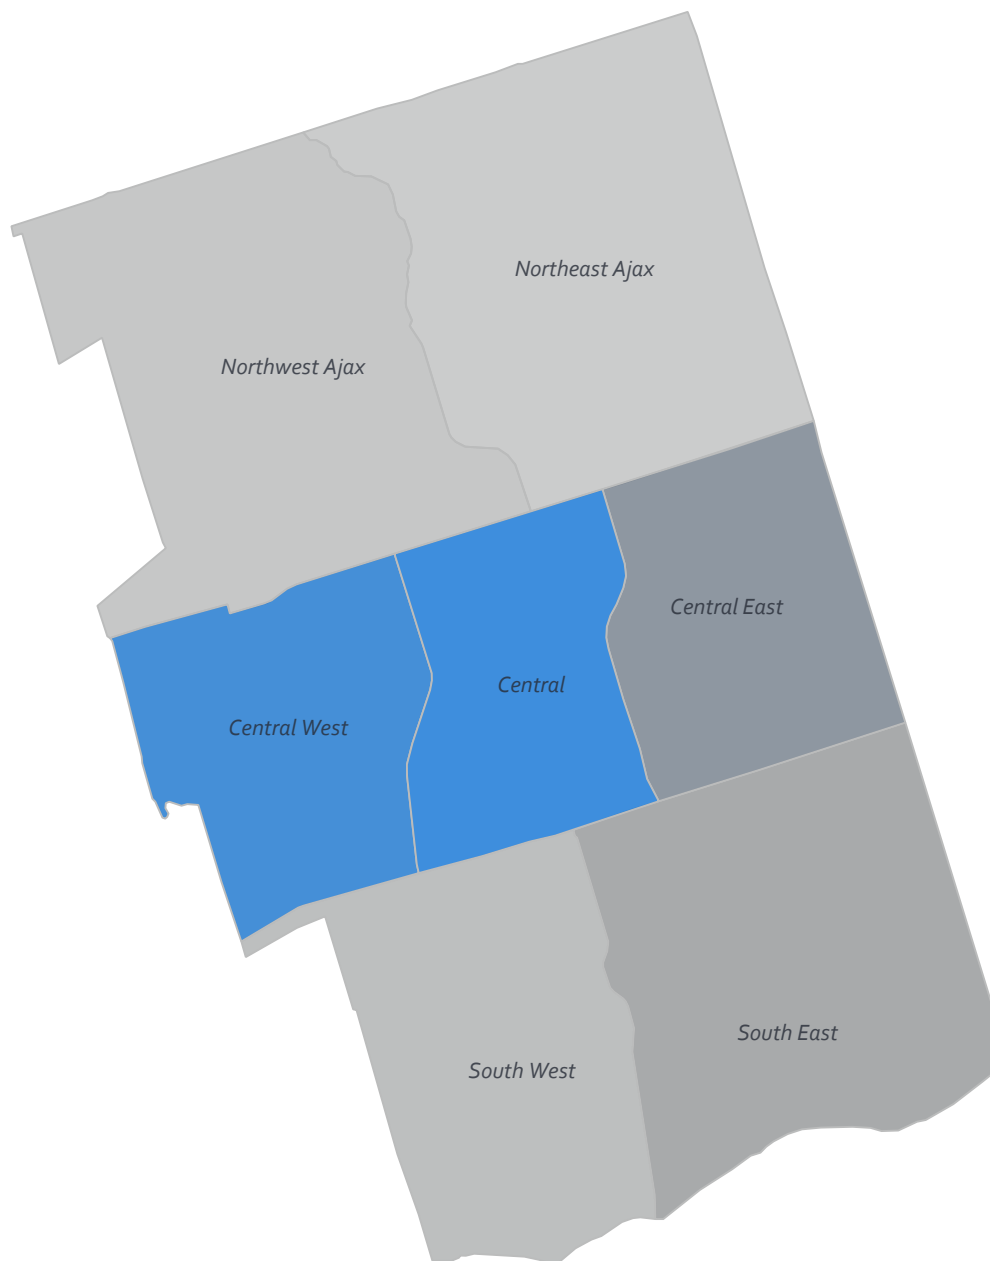 Northeast Ajax
Northwest Ajax
Central East
Central
Central West
South East
South West